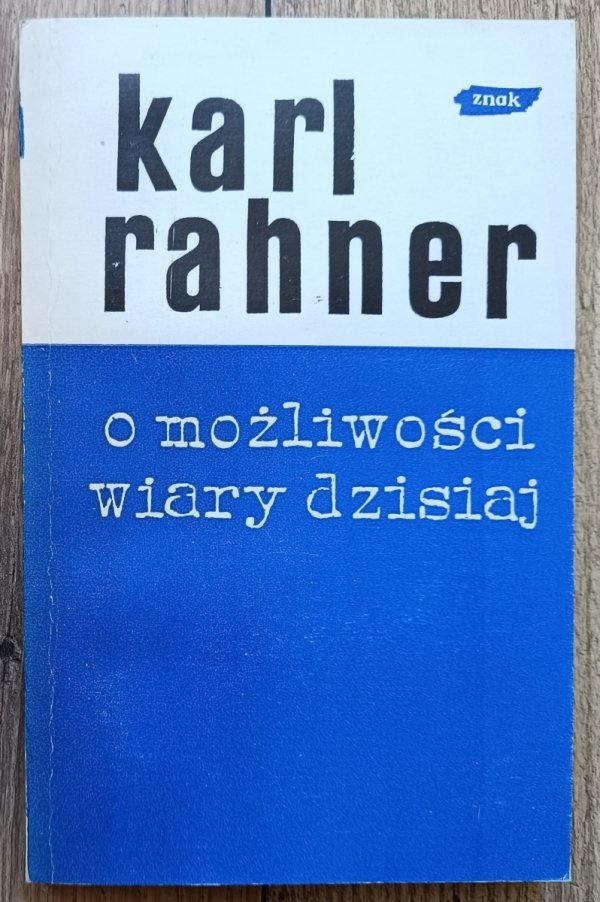 znak
karl
rahner
o możliwości
wiary dzisiaj